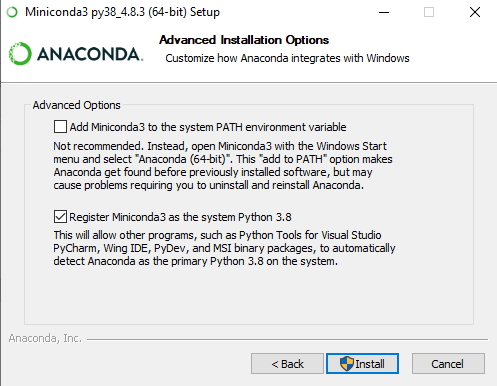 Miniconda3 py38_4.8.3 (64-bit) Setup
Advanced Installation Options
Customize how Anaconda integrates with Windows
ANACONDA.
Advanced Options
Add Miniconda3 to the system PATH environment variable
Not recommended. Instead, open Miniconda3 with the Windows Start
menu and select "Anaconda (64-bit)". This "add to PATH" option makes
Anaconda get found before previously installed software, but may
cause problems requiring you to uninstall and reinstall Anaconda.
Register Miniconda3 as the system Python 3.8
This will allow other programs, such as Python Tools for Visual Studio
PyCharm, Wing IDE, PyDev, and MSI binary packages, to automatically
detect Anaconda as the primary Python 3.8 on the system.
Anaconda, Inc.
< Back
Install
Cancel